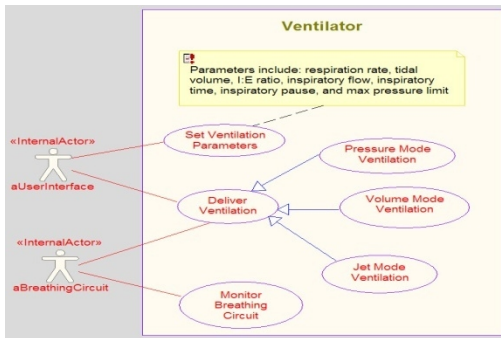 Ventilator
Parameters include: respiration rate, tidal
volume, I:E ratio, inspiratory flow, inspiratory
time, inspiratory pause, and max pressure limit
«InternalActor»
aUserInterface
Set Ventilation
Parameters
Pressure Mode
Ventilation
Deliver
Ventilation
Volume Mode
Ventilation
«InternalActor»
aBreathingCircuit
Jet Mode
Ventilation
Monitor
Breathing
Circuit